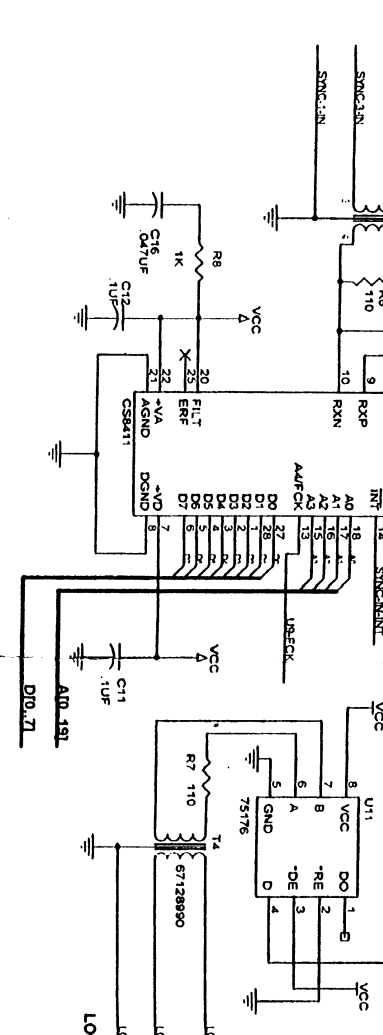 SYNC-3-IN
SYNC-1-IN
R8
1K
C16
.047UF
110
VCC
C12
.1UF
9
10
20
25
22
21
RXP
RXN
FILT
ERF
+VA
AGND
CS8411
INT
A0
A1
A2
A3
A4/FCK
D0
D1
D2
D3
D4
D5
D6
D7
+VD
DGND
14
18
17
16
15
13
27
28
1
2
3
4
5
6
7
8
SYNC-IN-INT
U9-FCK
VCC
C11
.1UF
A[0..19]
D[0..7]
VCC
R7
110
U11
8
7
6
5
VCC
B
A
GND
75176
DO
*RE
*DE
D
1
2
3
4
T4
67128990
VCC
LO